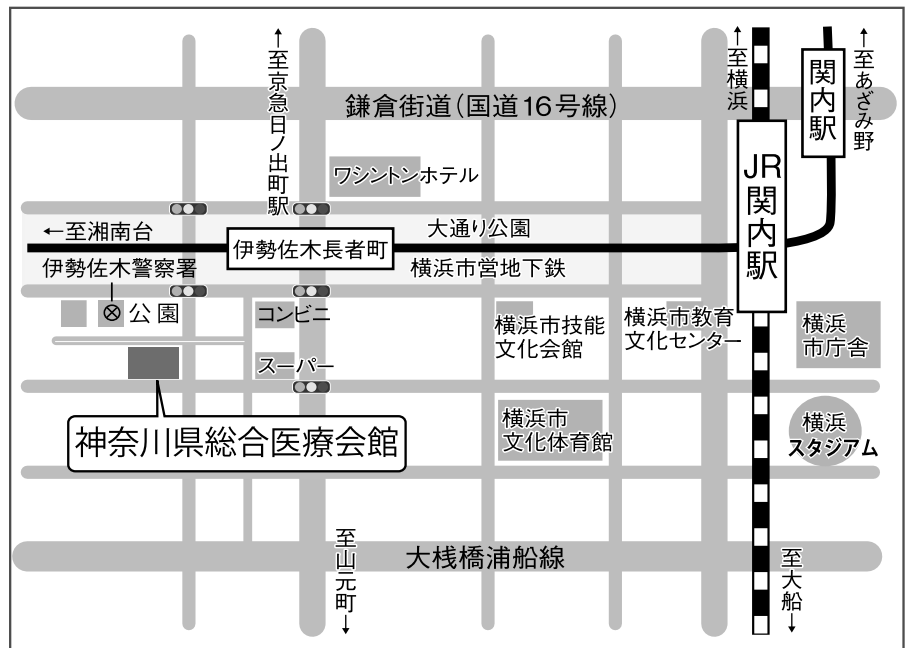 ↑至京急日ノ出町駅
↑至横浜
関内駅
↑至あざみ野
鎌倉街道（国道16号線）
JR関内駅
ワシントンホテル
←至湘南台
大通り公園
伊勢佐木長者町
伊勢佐木警察署
横浜市営地下鉄
公園
コンビニ
横浜市技能
文化会館
横浜市教育
文化センター
横浜
市庁舎
スーパー
神奈川県総合医療会館
横浜市
文化体育館
横浜
スタジアム
至山元町↓
大桟橋浦船線
至大船↓